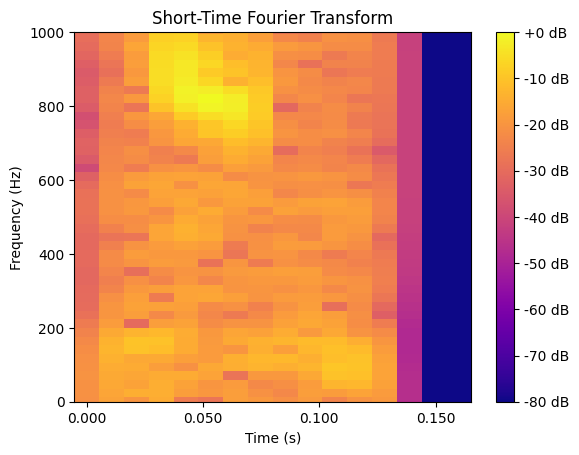 Short-Time Fourier Transform
1000
800
600
400
200
0
Frequency (Hz)
0.000
0.050
0.100
0.150
Time (s)
+0 dB
-10 dB
-20 dB
-30 dB
-40 dB
-50 dB
-60 dB
-70 dB
-80 dB